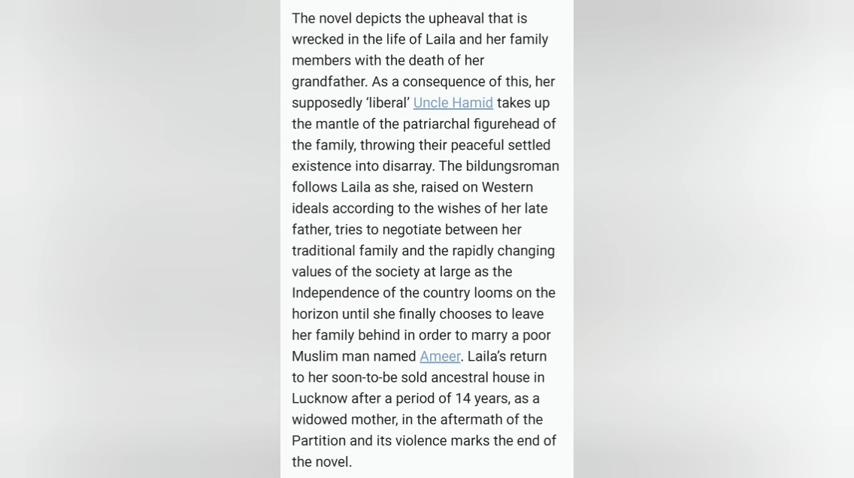 The novel depicts the upheaval that is
wrecked in the life of Laila and her family
members with the death of her
grandfather. As a consequence of this, her
supposedly ‘liberal’ Uncle Hamid takes up
the mantle of the patriarchal figurehead of
the family, throwing their peaceful settled
existence into disarray. The bildungsroman
follows Laila as she, raised on Western
ideals according to the wishes of her late
father, tries to negotiate between her
traditional family and the rapidly changing
values of the society at large as the
Independence of the country looms on the
horizon until she finally chooses to leave
her family behind in order to marry a poor
Muslim man named Ameer. Laila’s return
to her soon-to-be sold ancestral house in
Lucknow after a period of 14 years, as a
widowed mother, in the aftermath of the
Partition and its violence marks the end of
the novel.